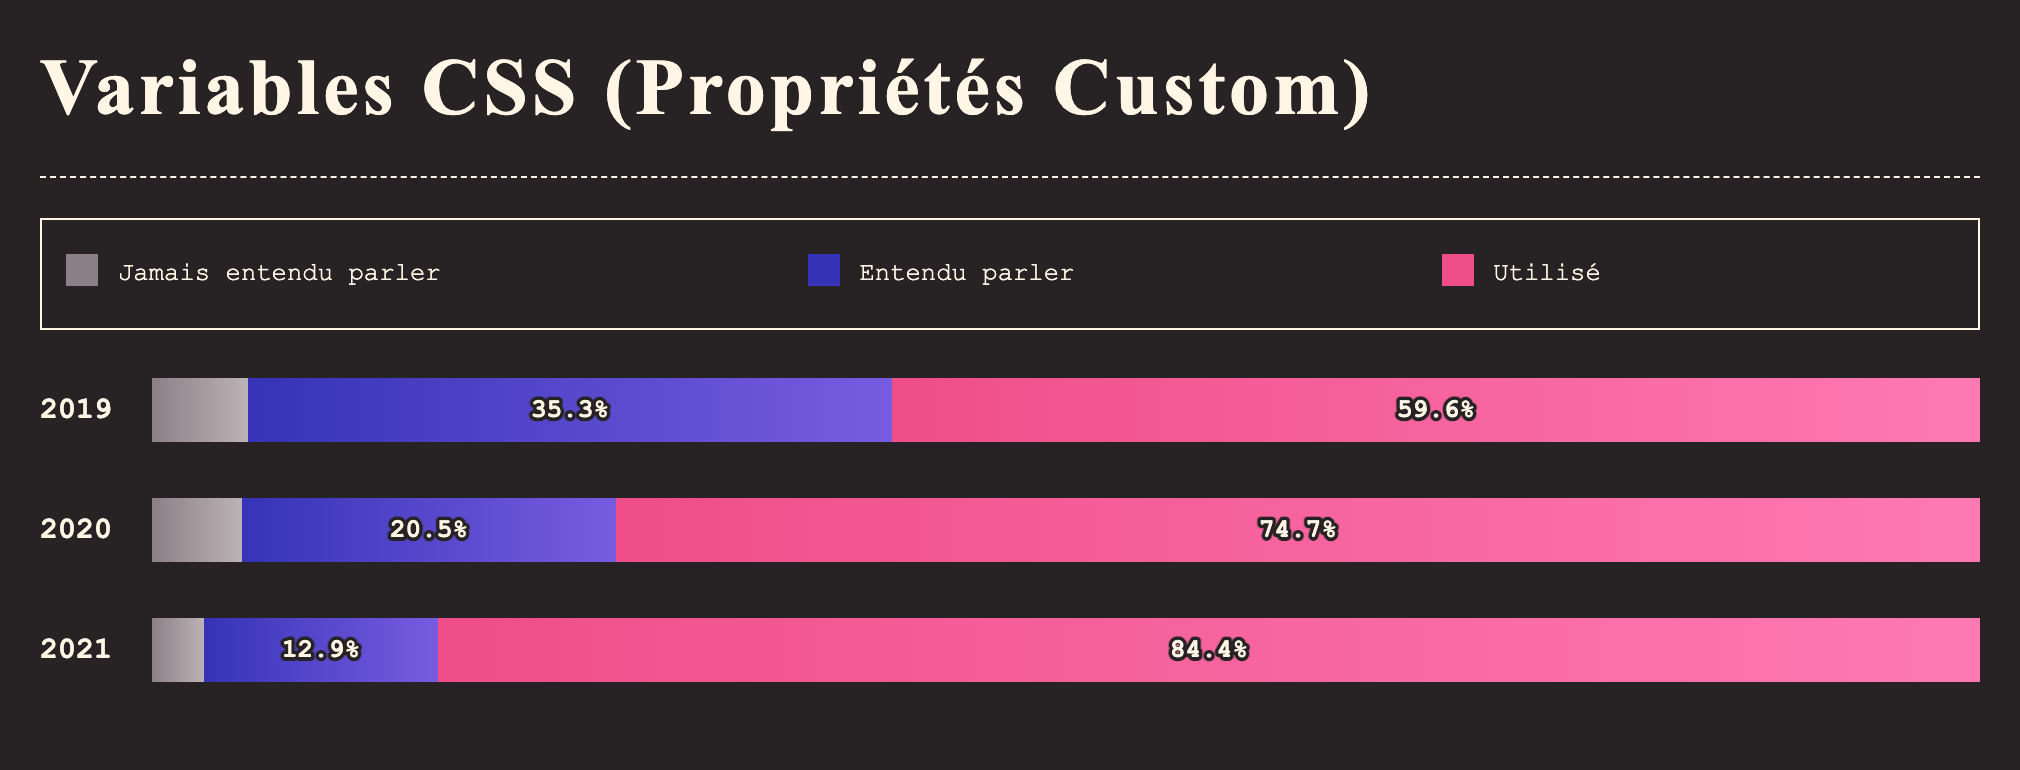 Variables CSS (Propriétés Custom)
Jamais entendu parler Entendu parler Utilisé
2019 35.3% 59.6%
2020 20.5% 74.7%
2021 12.9% 84.4%